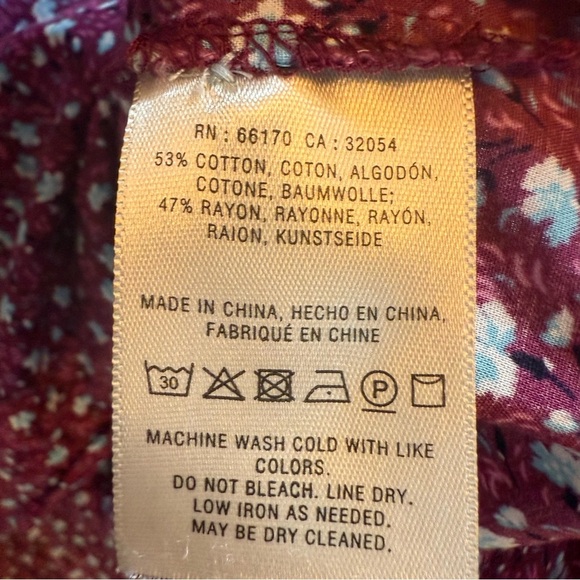 RN : 66170 CA : 32054
53% COTTON, COTON, ALGODÓN,
COTONE, BAUMWOLLE;
47% RAYON, RAYONNE, RAYÓN,
RAION, KUNSTSEIDE
MADE IN CHINA, HECHO EN CHINA,
FABRIQUÉ EN CHINE
30 P
MACHINE WASH COLD WITH LIKE
COLORS.
DO NOT BLEACH. LINE DRY.
LOW IRON AS NEEDED.
MAY BE DRY CLEANED.